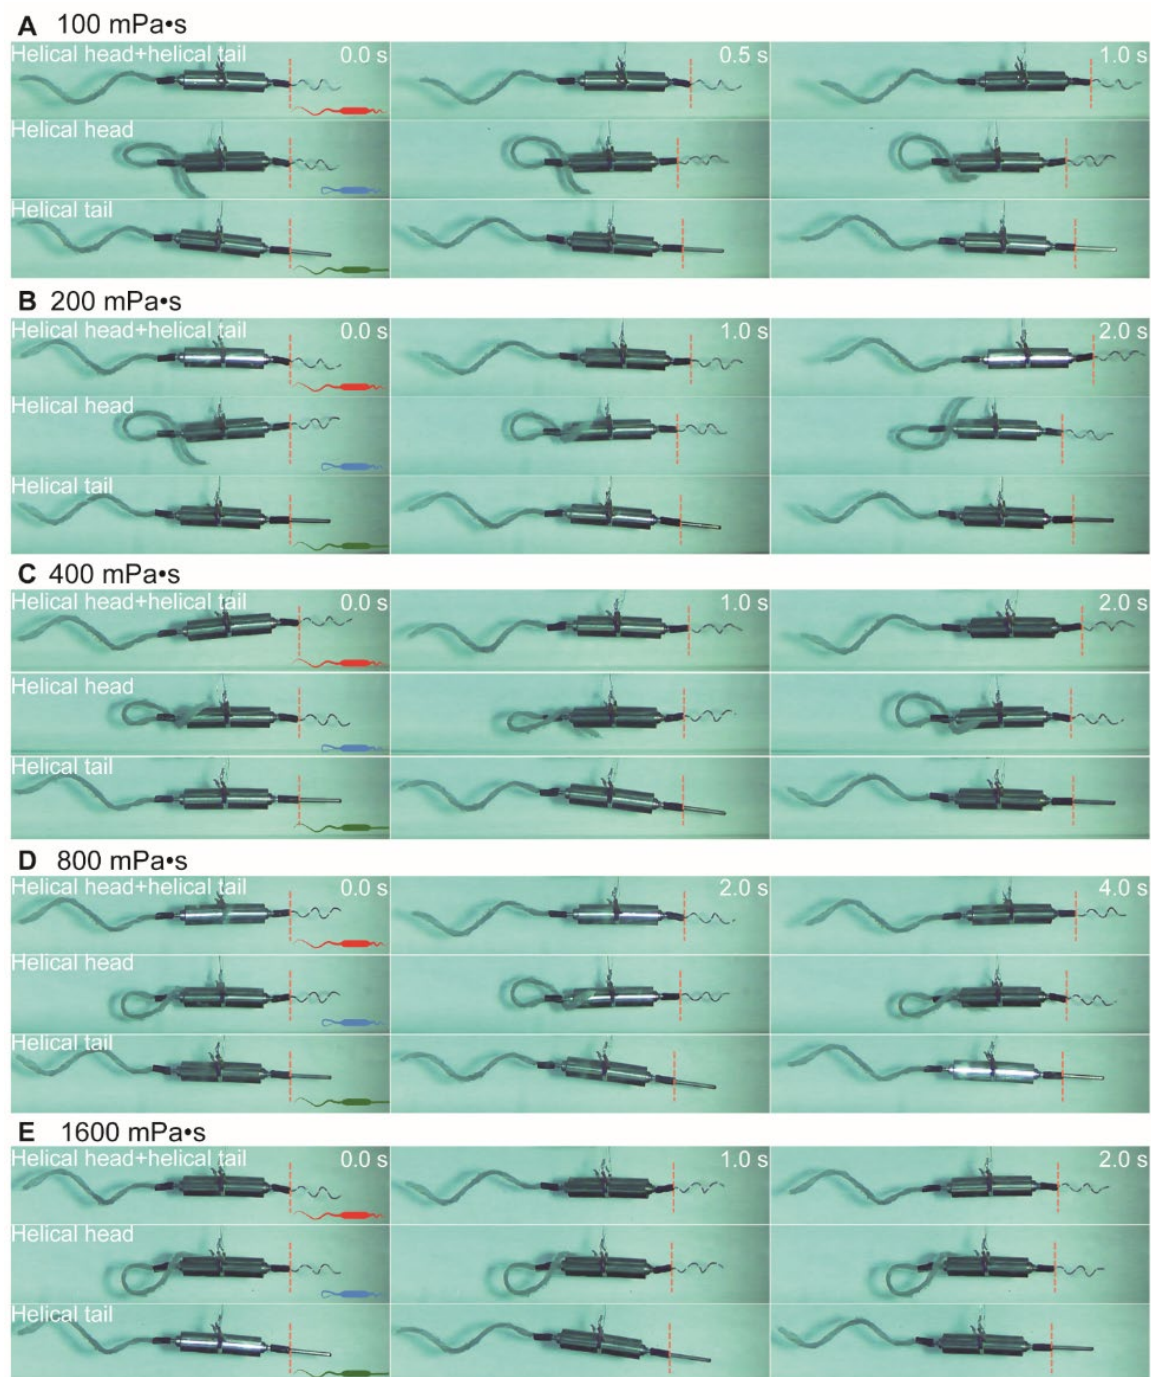 A 100 mPa•s
Helical head+helical tail 0.0 s 0.5 s 1.0 s
Helical head
Helical tail
B 200 mPa•s
Helical head+helical tail 0.0 s 1.0 s 2.0 s
Helical head
Helical tail
C 400 mPa•s
Helical head+helical tail 0.0 s 1.0 s 2.0 s
Helical head
Helical tail
D 800 mPa•s
Helical head+helical tail 0.0 s 2.0 s 4.0 s
Helical head
Helical tail
E 1600 mPa•s
Helical head+helical tail 0.0 s 1.0 s 2.0 s
Helical head
Helical tail